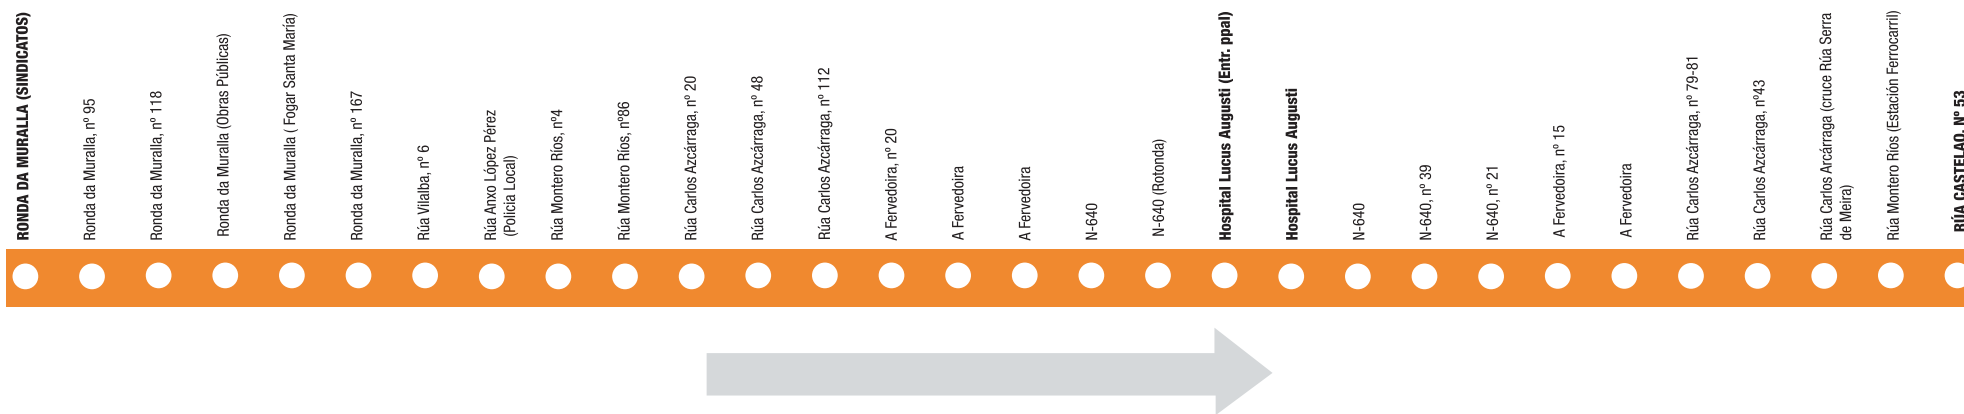 RONDA DA MURALLA (SINDICATOS)
Ronda da Muralla, nº 95
Ronda da Muralla, nº 118
Ronda da Muralla (Obras Públicas)
Ronda da Muralla ( Fogar Santa María)
Ronda da Muralla, nº 167
Rúa Vilalba, nº 6
Rúa Anxo López Pérez
(Policia Local)
Rúa Montero Ríos, nº4
Rúa Montero Ríos, nº86
Rúa Carlos Azcárraga, nº 20
Rúa Carlos Azcárraga, nº 48
Rúa Carlos Azcárraga, nº 112
A Fervedoira, nº 20
A Fervedoira
A Fervedoira
N-640
N-640 (Rotonda)
Hospital Lucus Augusti (Entr. ppal)
Hospital Lucus Augusti
N-640
N-640, nº 39
N-640, nº 21
A Fervedoira, nº 15
A Fervedoira
Rúa Carlos Azcárraga, nº 79-81
Rúa Carlos Azcárraga, nº43
Rúa Carlos Arcárraga (cruce Rúa Serra
de Meira)
Rúa Montero Ríos (Estación Ferrocarril)
RÚA CASTELAO, Nº 53